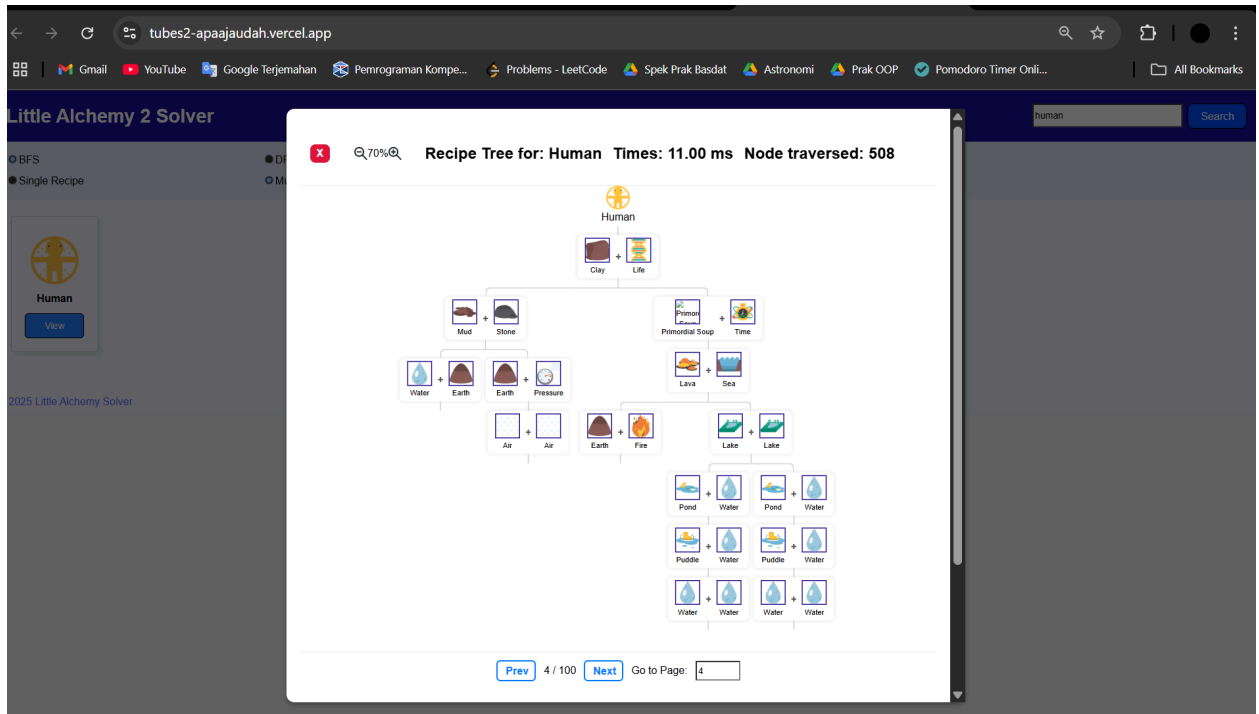 tubes2-apaajaudah.vercel.app
Gmail YouTube Google Terjemahan Pemrograman Kompe... Problems - LeetCode Spek Prak Basdat Astronomi Prak OOP Pomodoro Timer Onli... All Bookmarks
Little Alchemy 2 Solver
human Search
BFS
Single Recipe
X 70% Recipe Tree for: Human Times: 11.00 ms Node traversed: 508
Human
+
Clay Life
+ Primor +
Mud Stone Primordial Soup Time
+ + +
Water Earth Earth Pressure Lava Sea
+ + +
Air Air Earth Fire Lake Lake
+ +
Pond Water Pond Water
+ +
Puddle Water Puddle Water
+ +
Water Water Water Water
Human
View
2025 Little Alchemy Solver
Prev 4 / 100 Next Go to Page: 4